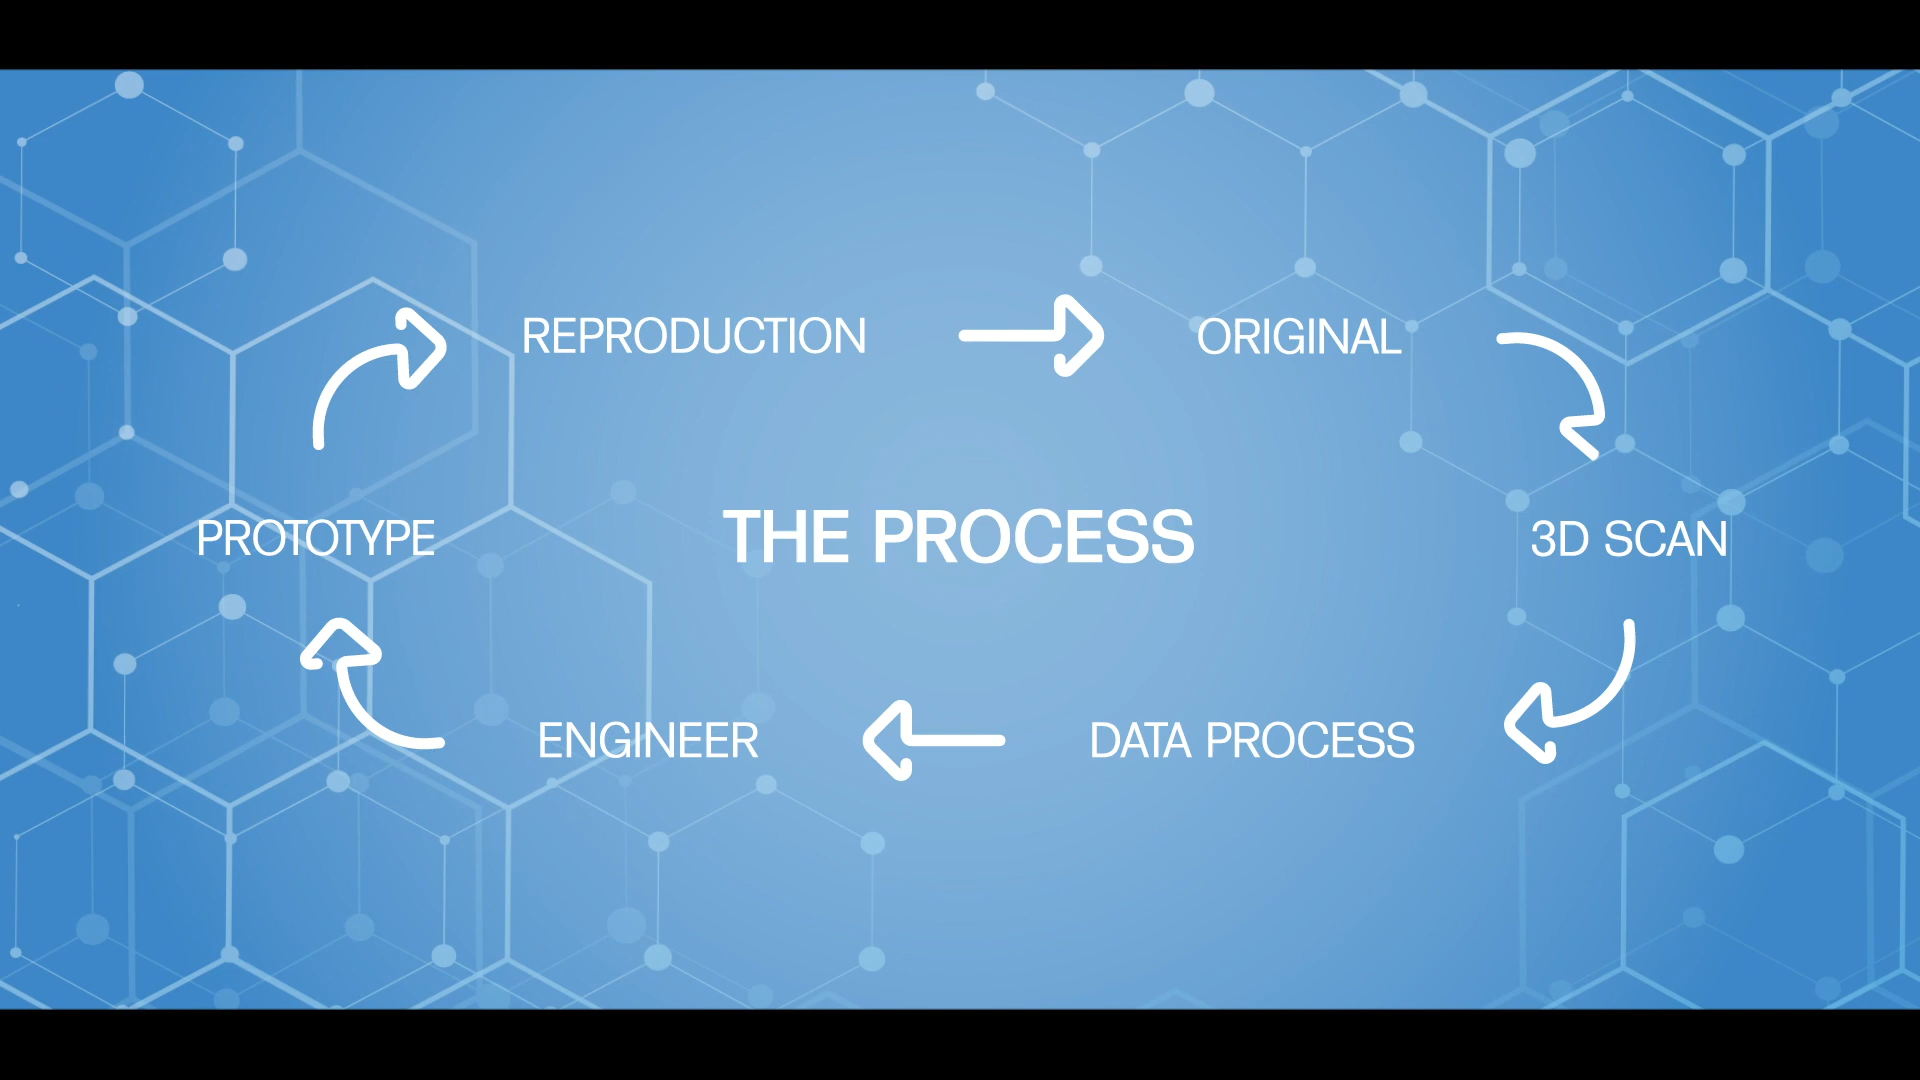 REPRODUCTION
ORIGINAL
PROTOTYPE
THE PROCESS
3D SCAN
ENGINEER
DATA PROCESS